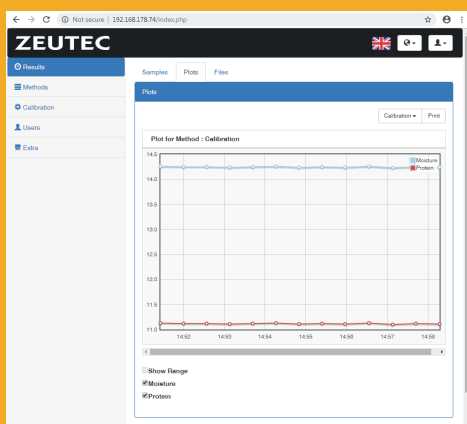 Not secure | 192.168.178.74/index.php
ZEUTEC
Results
Methods
Calibration
Users
Extra
Samples Plots Files
Plots
Calibration Print
Plot for Method : Calibration
14.5
14.0
13.5
13.0
12.5
12.0
11.5
11.0
Moisture
Protein
14:52 14:53 14:54 14:55 14:56 14:57 14:58
Show Range
Moisture
Protein